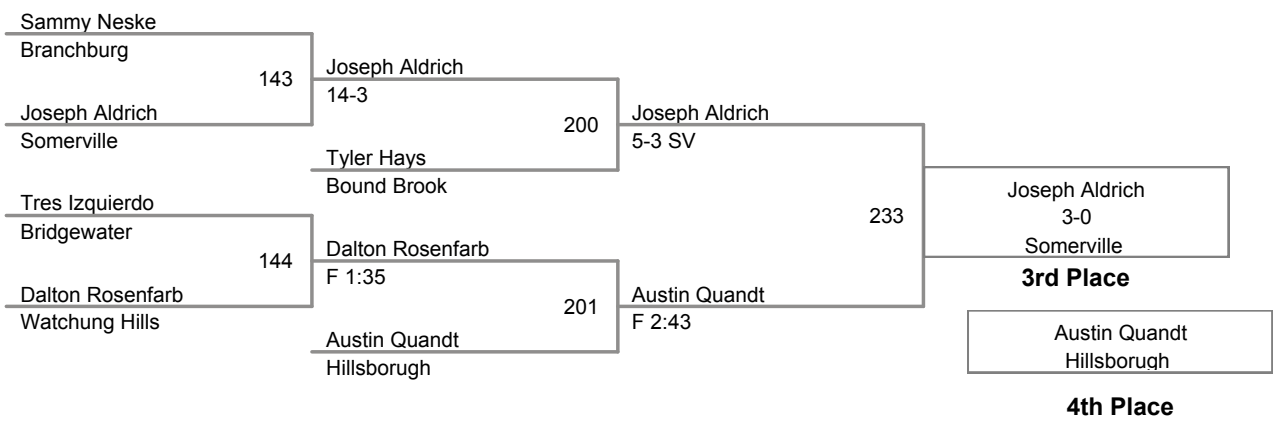 Sammy Neske
Branchburg
143
Joseph Aldrich
14-3
Joseph Aldrich
Somerville
200
Joseph Aldrich
5-3 SV
Tyler Hays
Bound Brook
Tres Izquierdo
Bridgewater
144
Dalton Rosenfarb
F 1:35
Dalton Rosenfarb
Watchung Hills
201
Austin Quandt
F 2:43
Austin Quandt
Hillsborugh
233
Joseph Aldrich
3-0
Somerville
3rd Place
Austin Quandt
Hillsborugh
4th Place